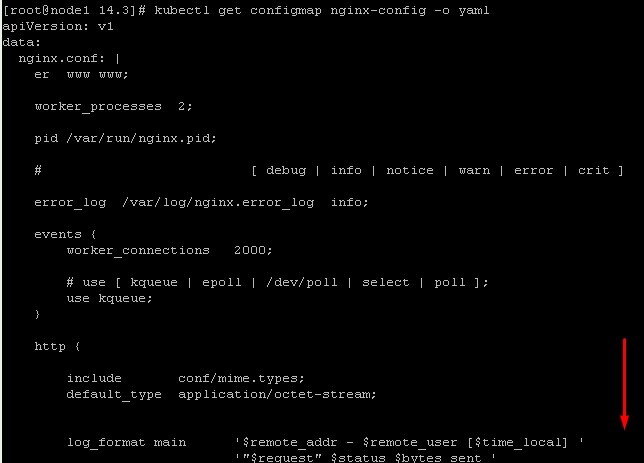 [root@node1 14.3]# kubectl get configmap nginx-config -o yaml
apiVersion: v1
data:
  nginx.conf: |
    er  www www;
    worker_processes  2;
    pid /var/run/nginx.pid;
    #                          [ debug | info | notice | warn | error | crit ]
    error_log  /var/log/nginx.error_log  info;
    events {
        worker_connections   2000;
        # use [ kqueue | epoll | /dev/poll | select | poll ];
        use kqueue;
    }
    http {
        include       conf/mime.types;
        default_type  application/octet-stream;
        log_format main      '$remote_addr - $remote_user [$time_local] '
                             '"$request" $status $bytes_sent '